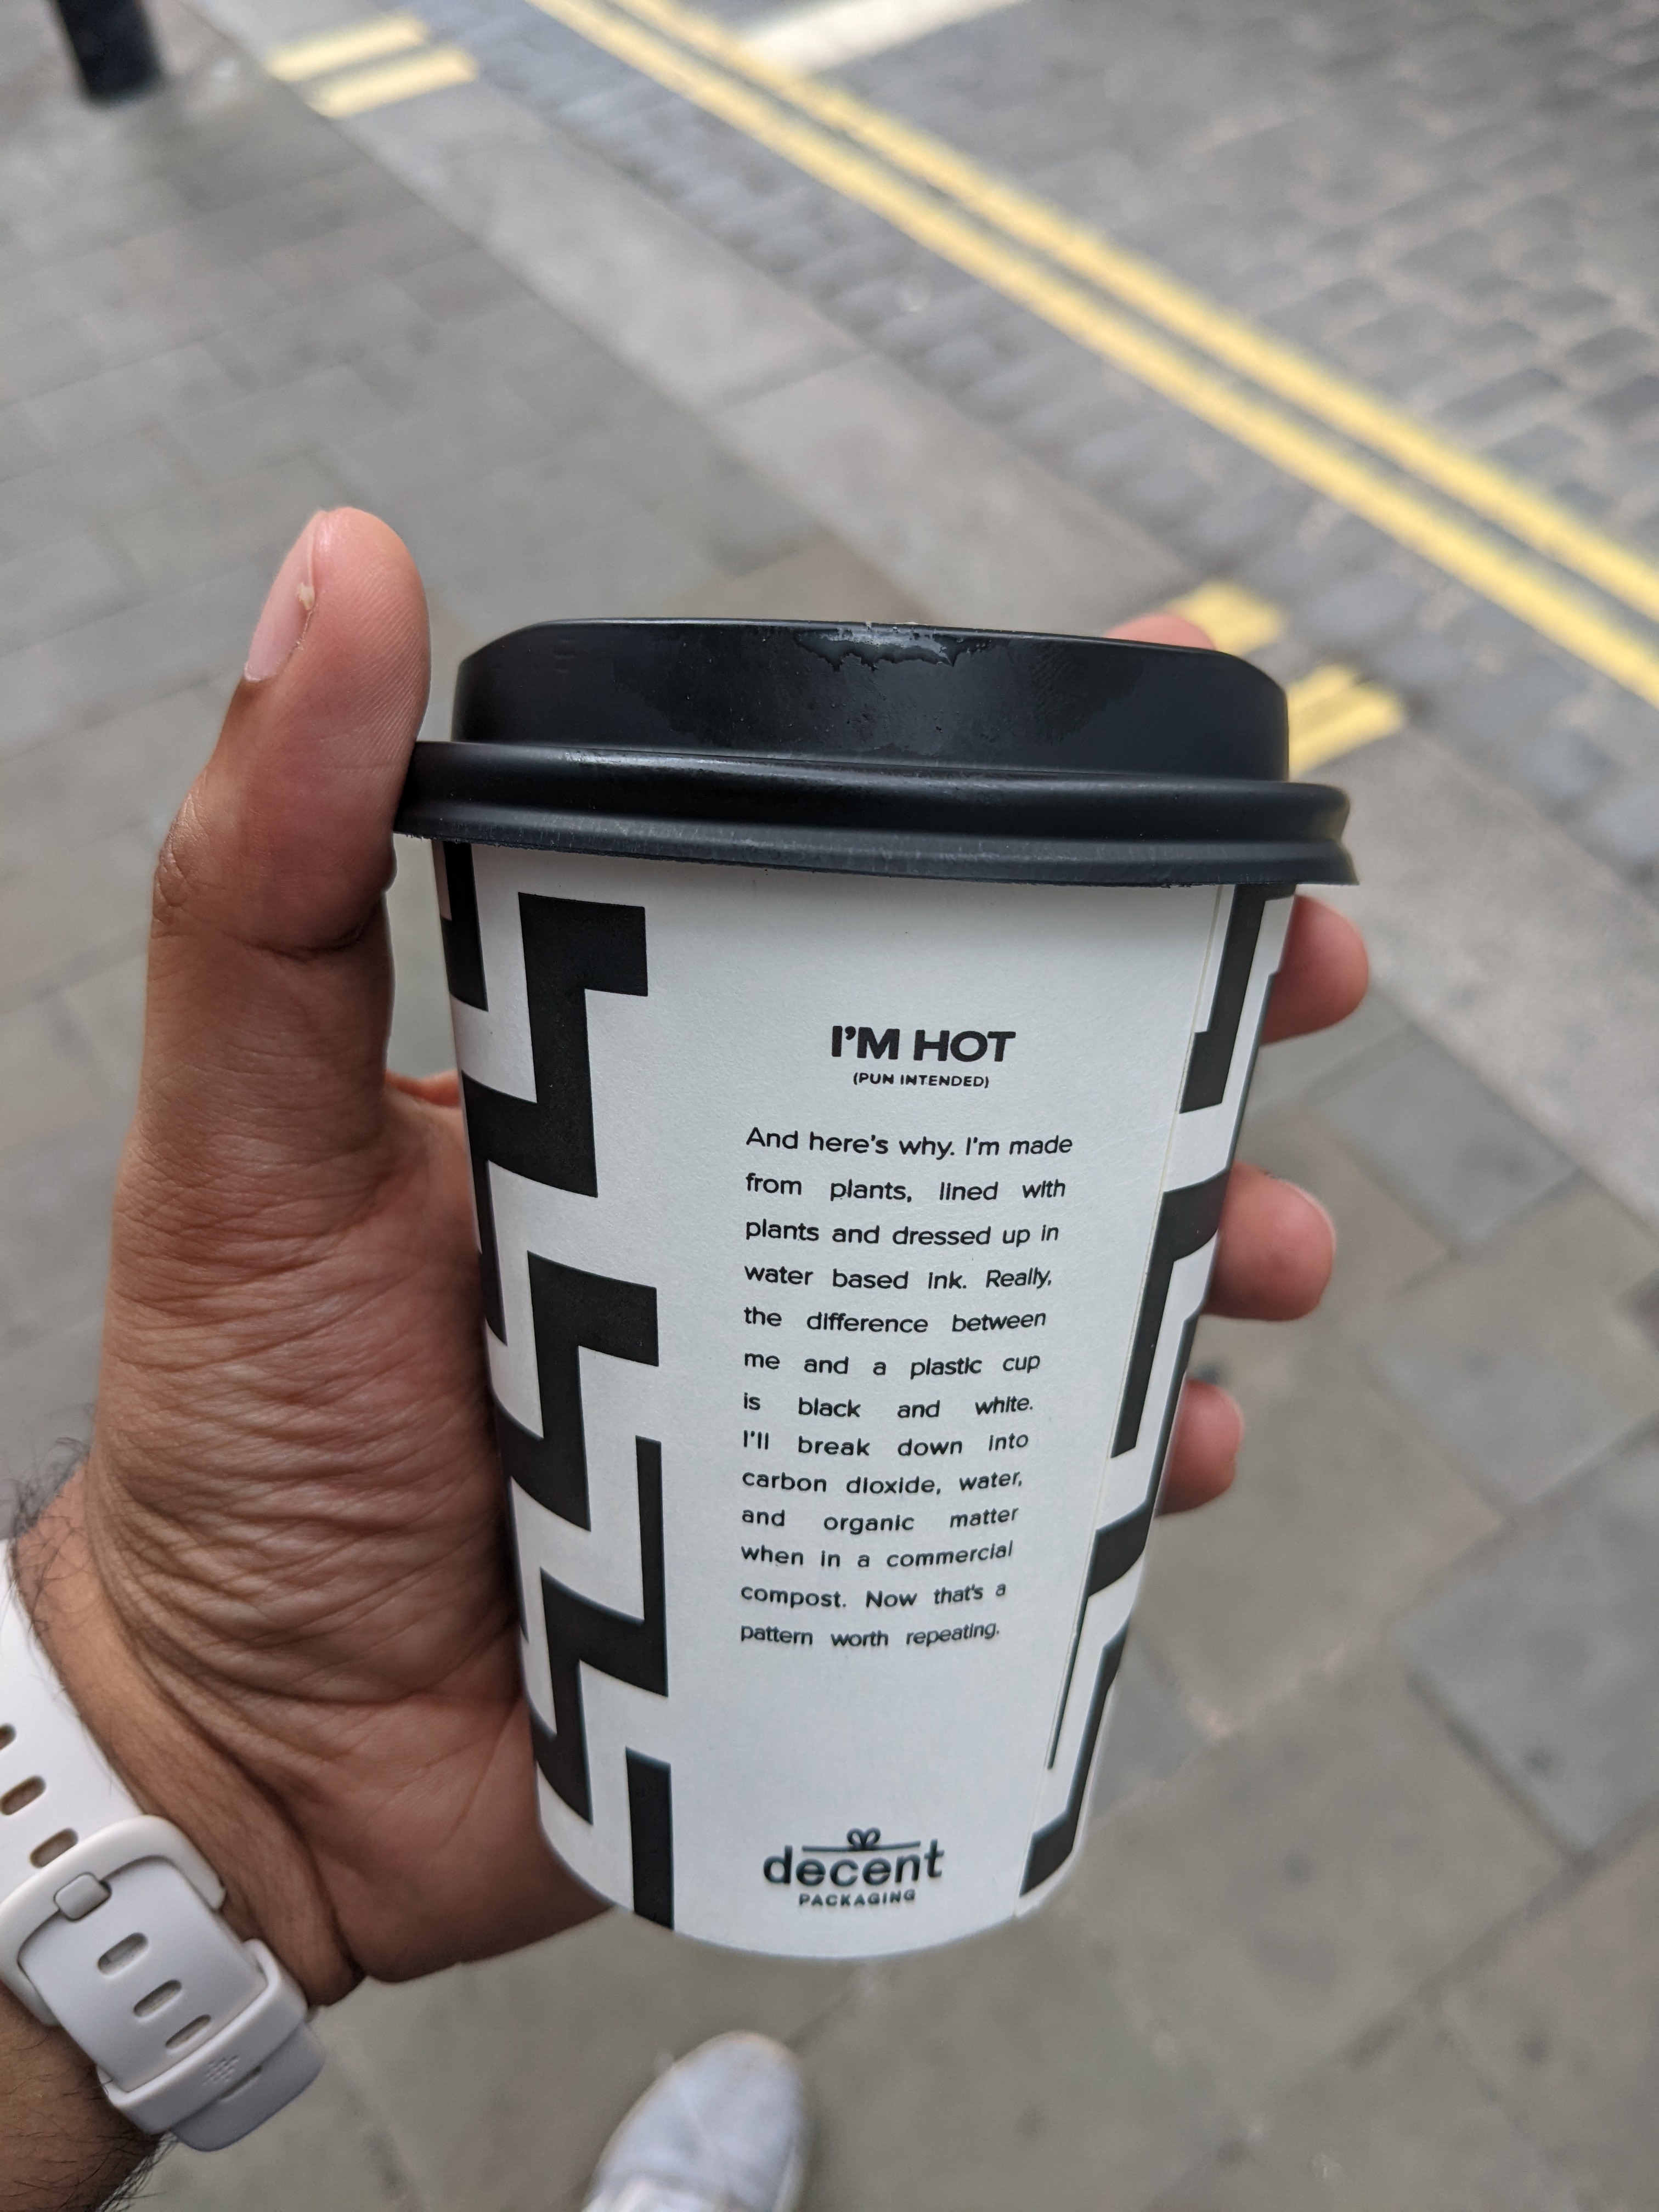 I'M HOT
(PUN INTENDED)
And here's why. I'm made
from plants, lined with
plants and dressed up in
water based ink. Really,
the difference between
me and a plastic cup
is black and white.
I'll break down into
carbon dioxide, water,
and organic matter
when in a commercial
compost. Now that's a
pattern worth repeating.
decent
PACKAGING